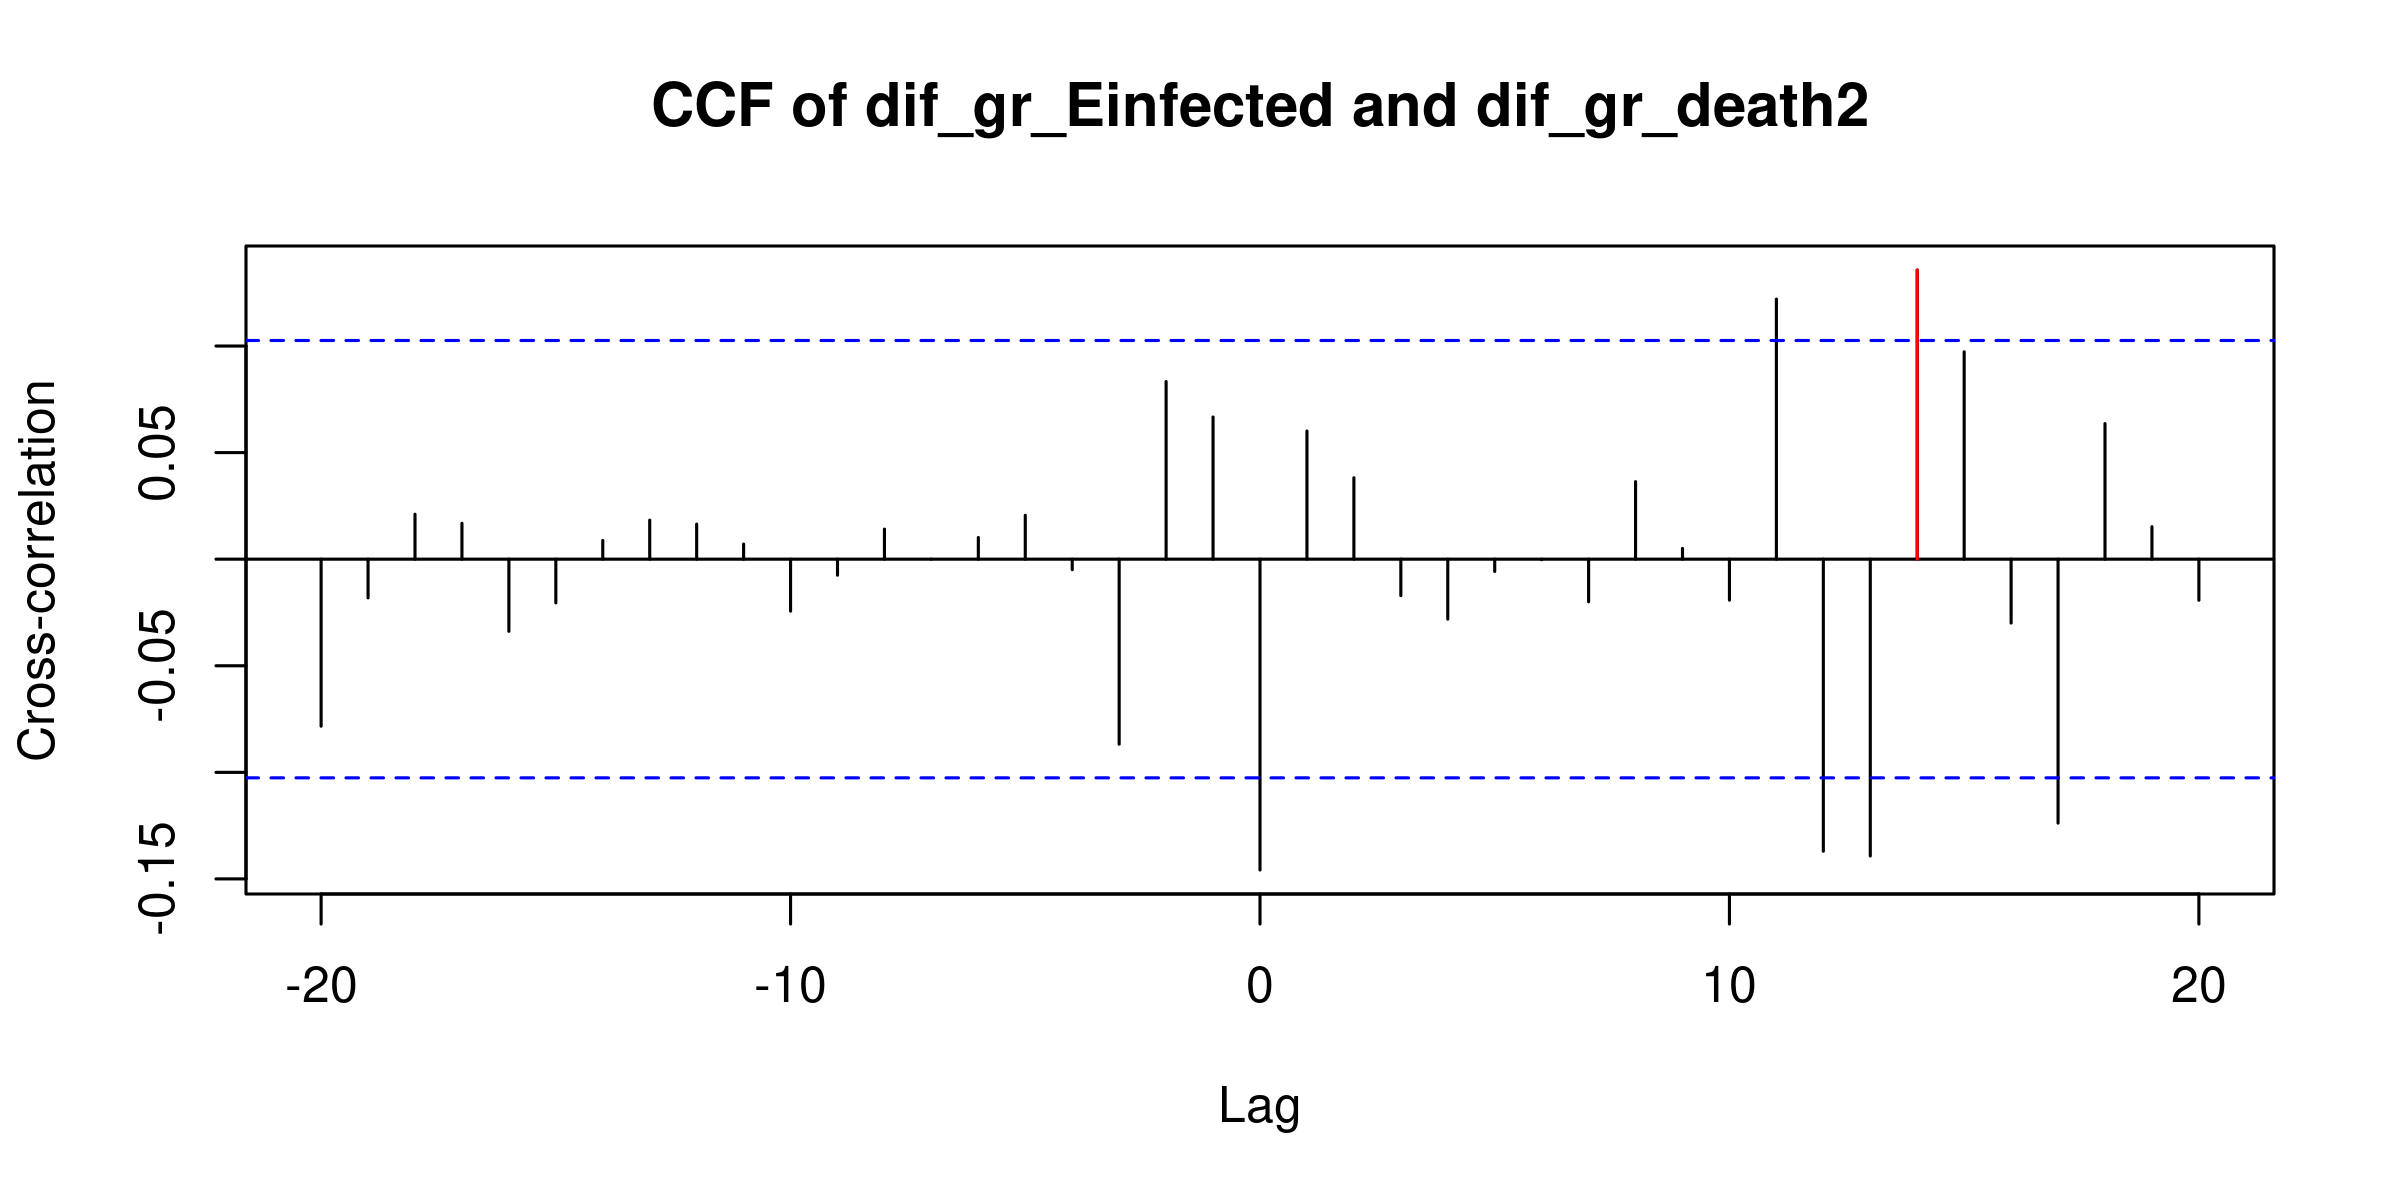 CCF of dif_gr_Einfected and dif_gr_death2
Cross-correlation
0.05
-0.05
-0.15
-20
-10
0
10
20
Lag